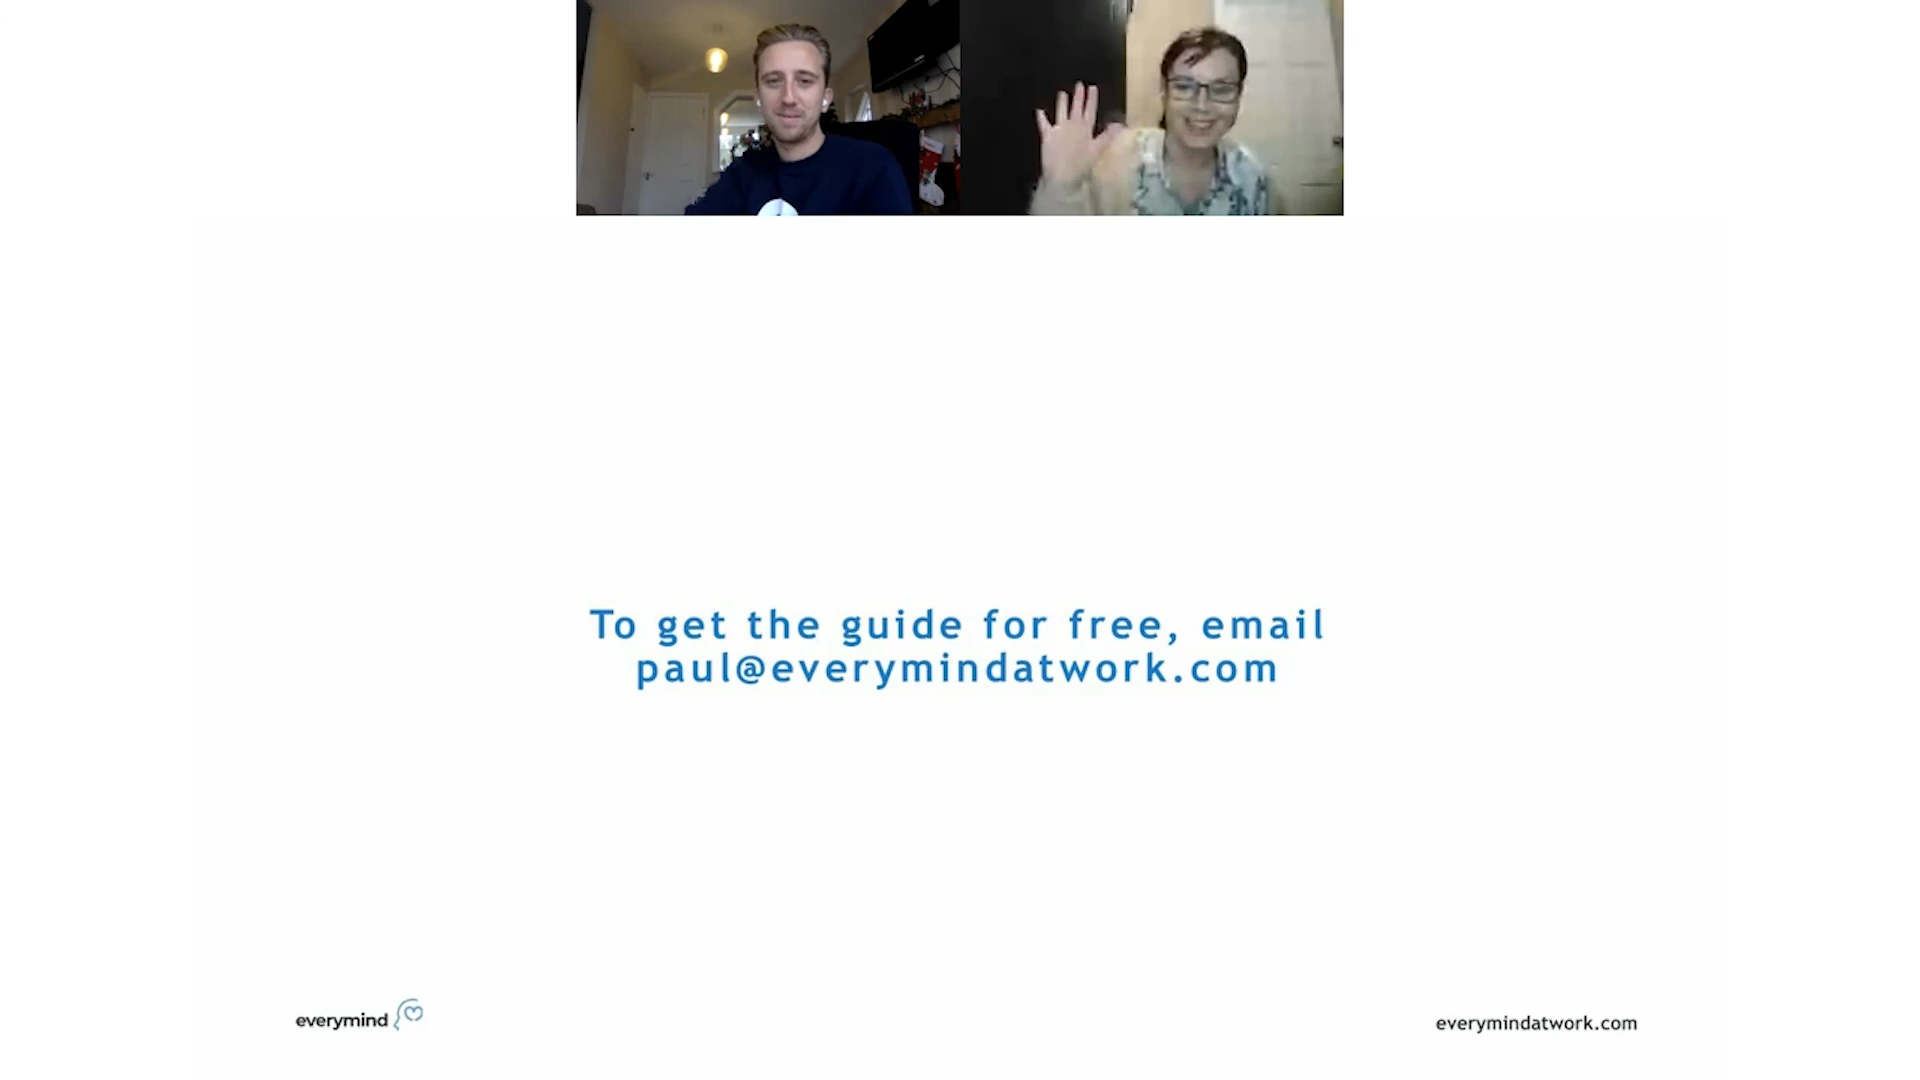 To get the guide for free, email
paul@everymindatwork.com
everymind
everymindatwork.com